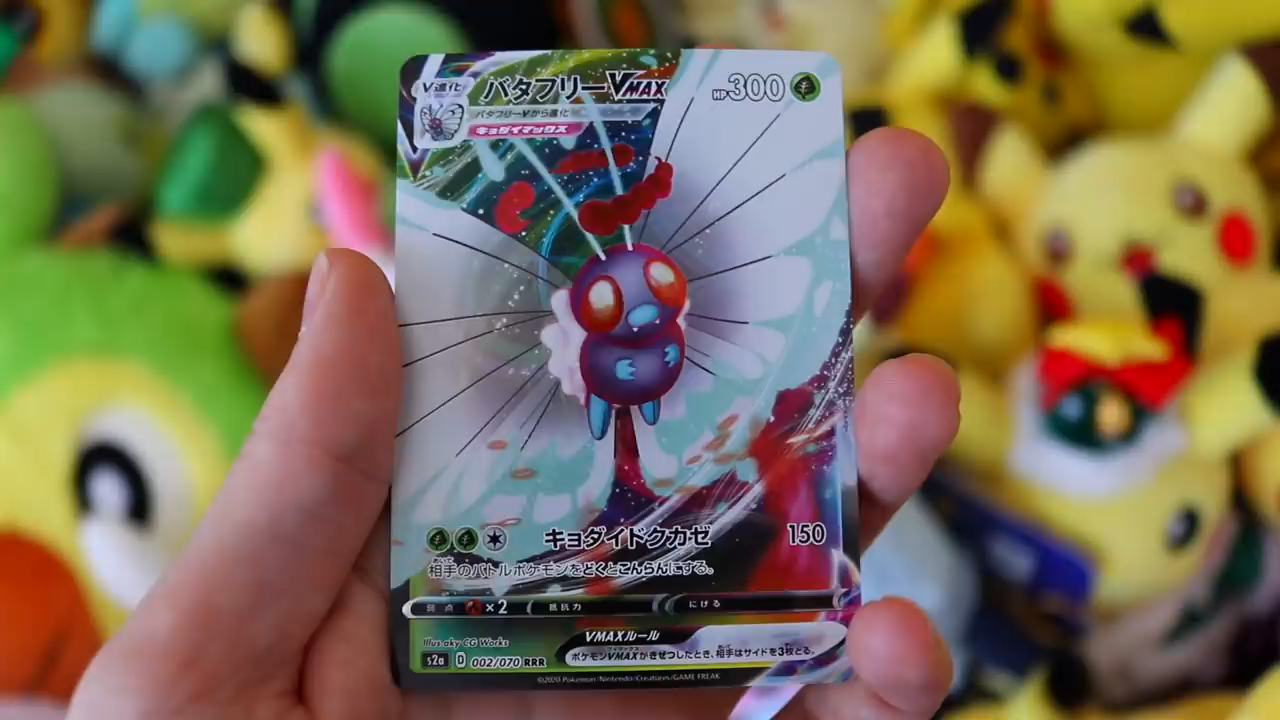 V進化
バタフリーVMAX
HP300
バタフリーVから進化
キョダイマックス
キョダイドクカゼ 150
相手のバトルポケモンをどくとこんらんにする。
弱点 ×2 抵抗力 にげる
Illus. aky CG Works
VMAXルール
ポケモンVMAXがきぜつしたとき、相手はサイドを3枚とる。
s2a D 002/070 RRR
©2020 Pokémon/Nintendo/Creatures/GAME FREAK